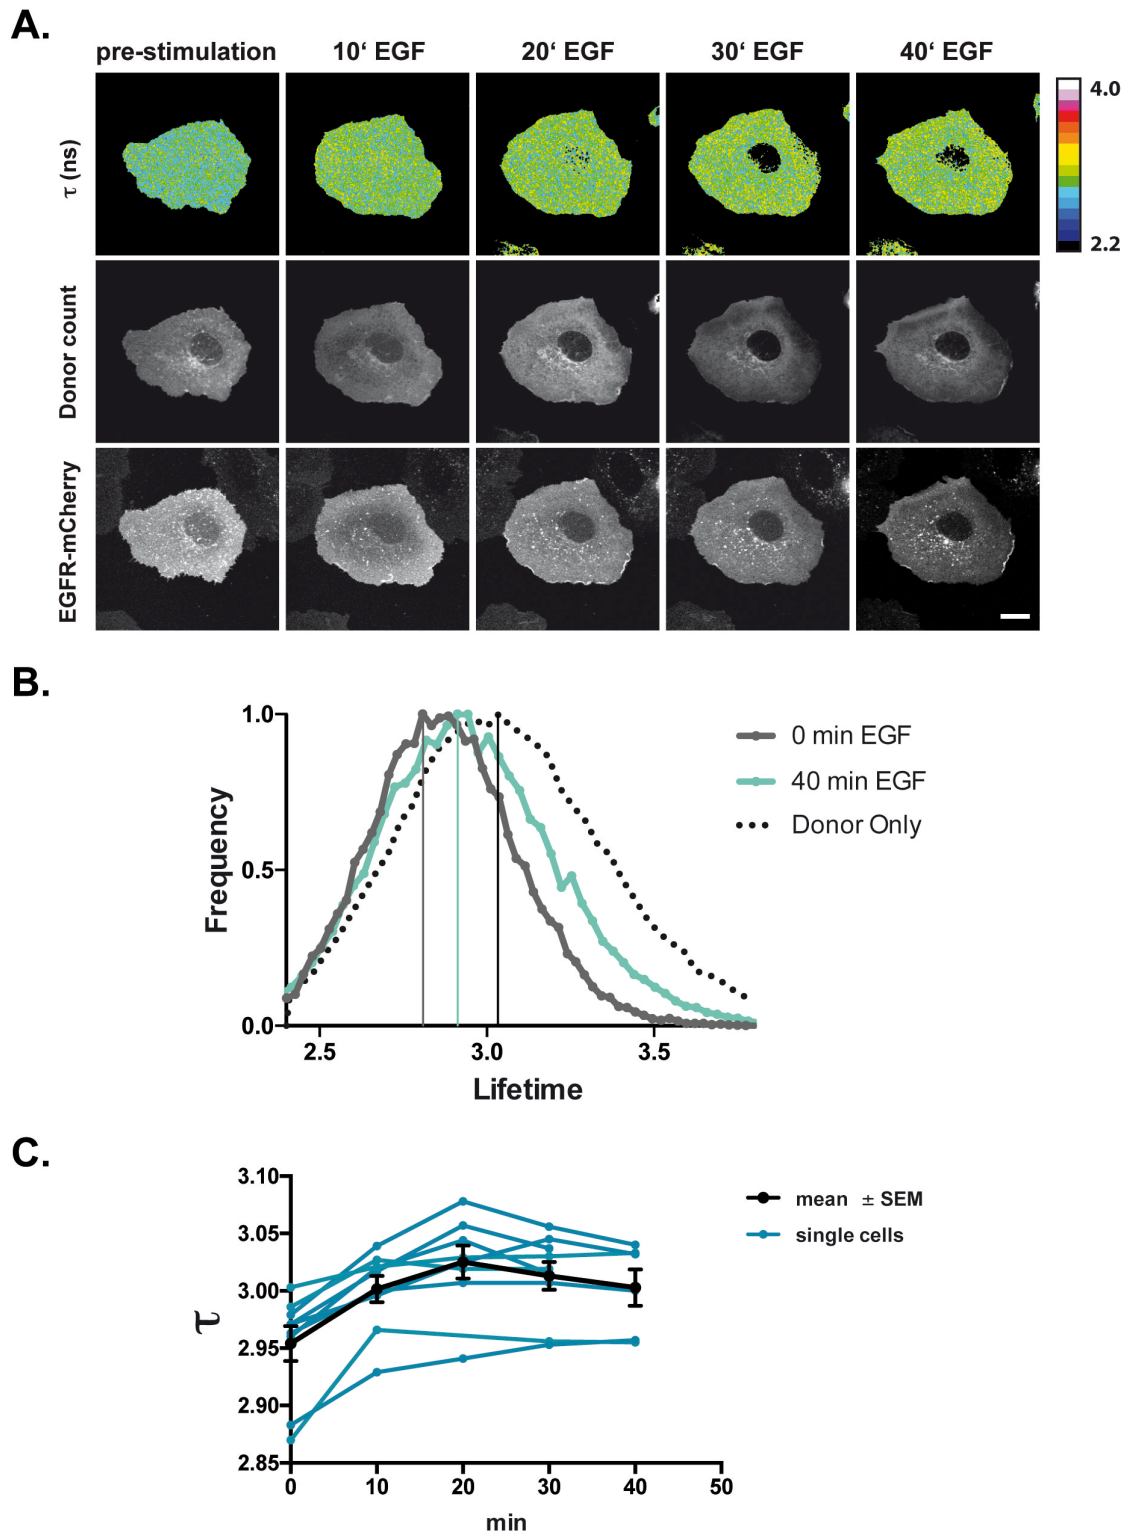 A.
pre-stimulation 10‘ EGF 20‘ EGF 30‘ EGF 40‘ EGF
τ (ns)
4.0
2.2
Donor count
EGFR-mCherry
B.
Frequency
1.0
0.5
0.0
2.5 3.0 3.5
Lifetime
0 min EGF
40 min EGF
Donor Only
C.
τ
3.10
3.05
3.00
2.95
2.90
2.85
0 10 20 30 40 50
min
mean ± SEM
single cells